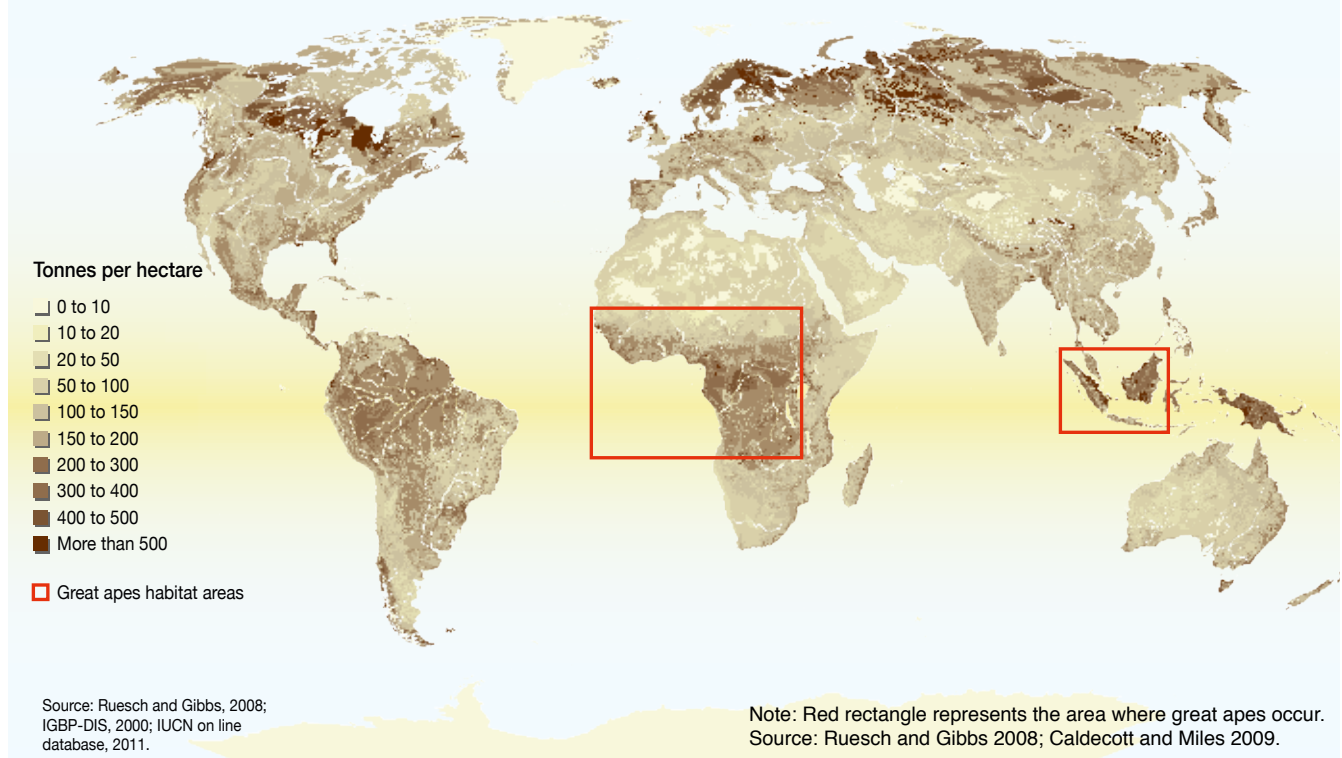 Tonnes per hectare
0 to 10
10 to 20
20 to 50
50 to 100
100 to 150
150 to 200
200 to 300
300 to 400
400 to 500
More than 500
Great apes habitat areas
Source: Ruesch and Gibbs, 2008;
IGBP-DIS, 2000; IUCN on line
database, 2011.
Note: Red rectangle represents the area where great apes occur.
Source: Ruesch and Gibbs 2008; Caldecott and Miles 2009.